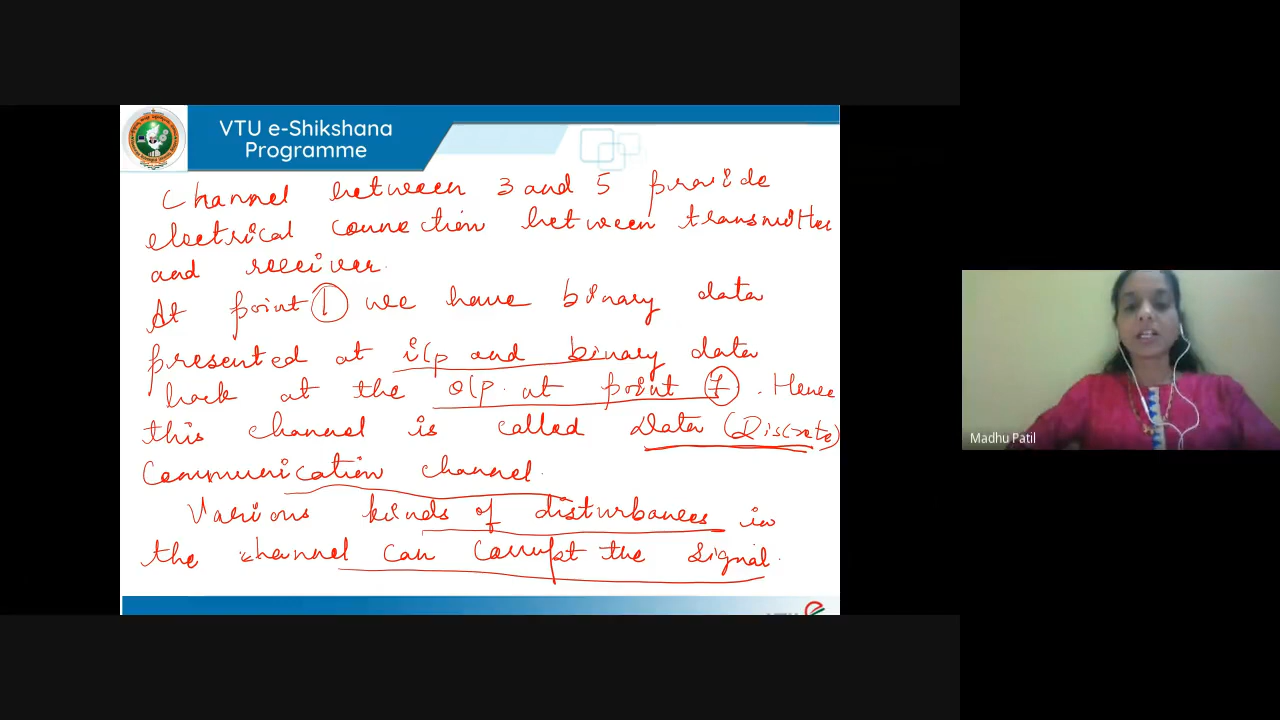 VTU e-Shikshana
Programme
Channel between 3 and 5 provide
electrical connection between transmitter
and receiver.
At point 1 we have binary data
presented at i/p and binary data
back at the o/p. at point 7. Hence
this channel is called Data (Discrete)
Communication channel.
Various kinds of disturbances in
the channel can corrupt the signal.
Madhu Patil